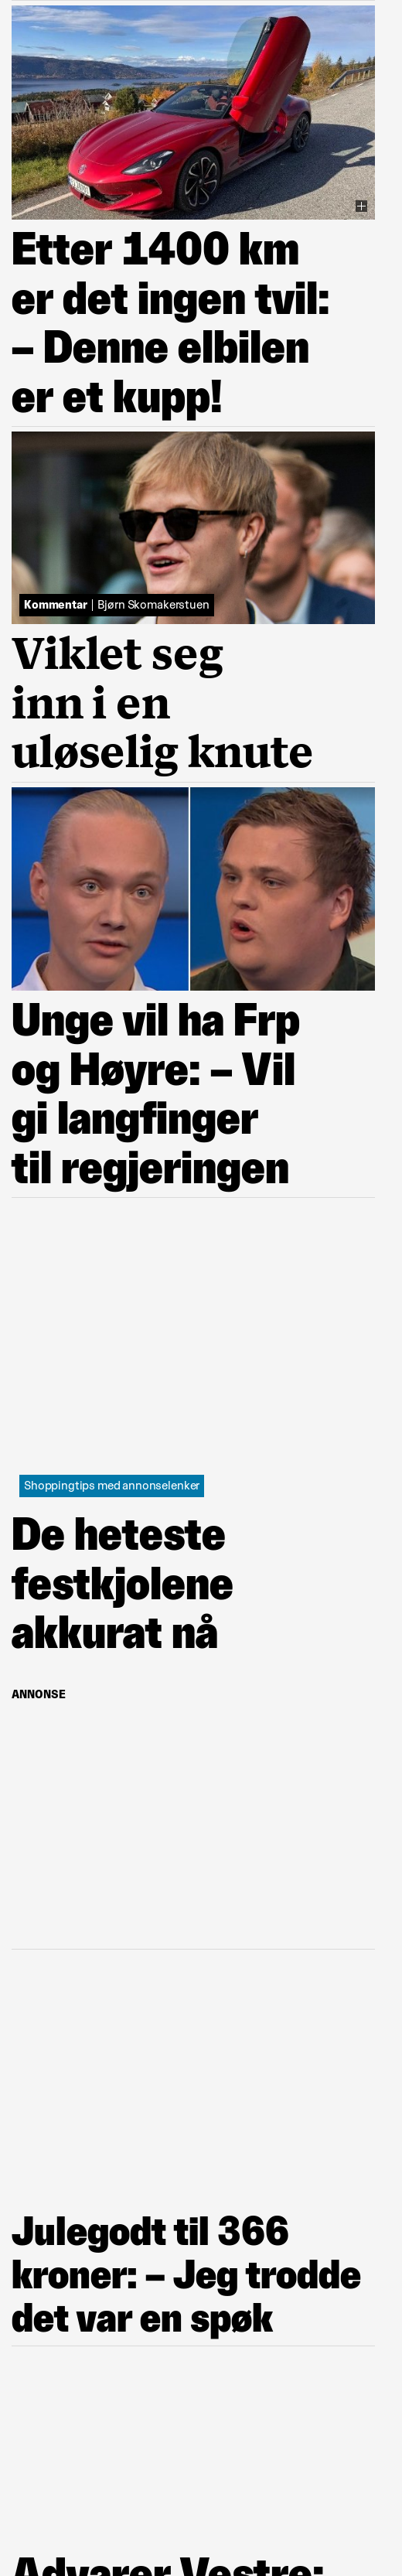 Etter 1400 km
er det ingen tvil:
– Denne elbilen
er et kupp!
Kommentar | Bjørn Skomakerstuen
Viklet seg
inn i en
uløselig knute
Unge vil ha Frp
og Høyre: – Vil
gi langfinger
til regjeringen
Shoppingtips med annonselenker
De heteste
festkjolene
akkurat nå
ANNONSE
Julegodt til 366
kroner: – Jeg trodde
det var en spøk
Advarer Vestre: